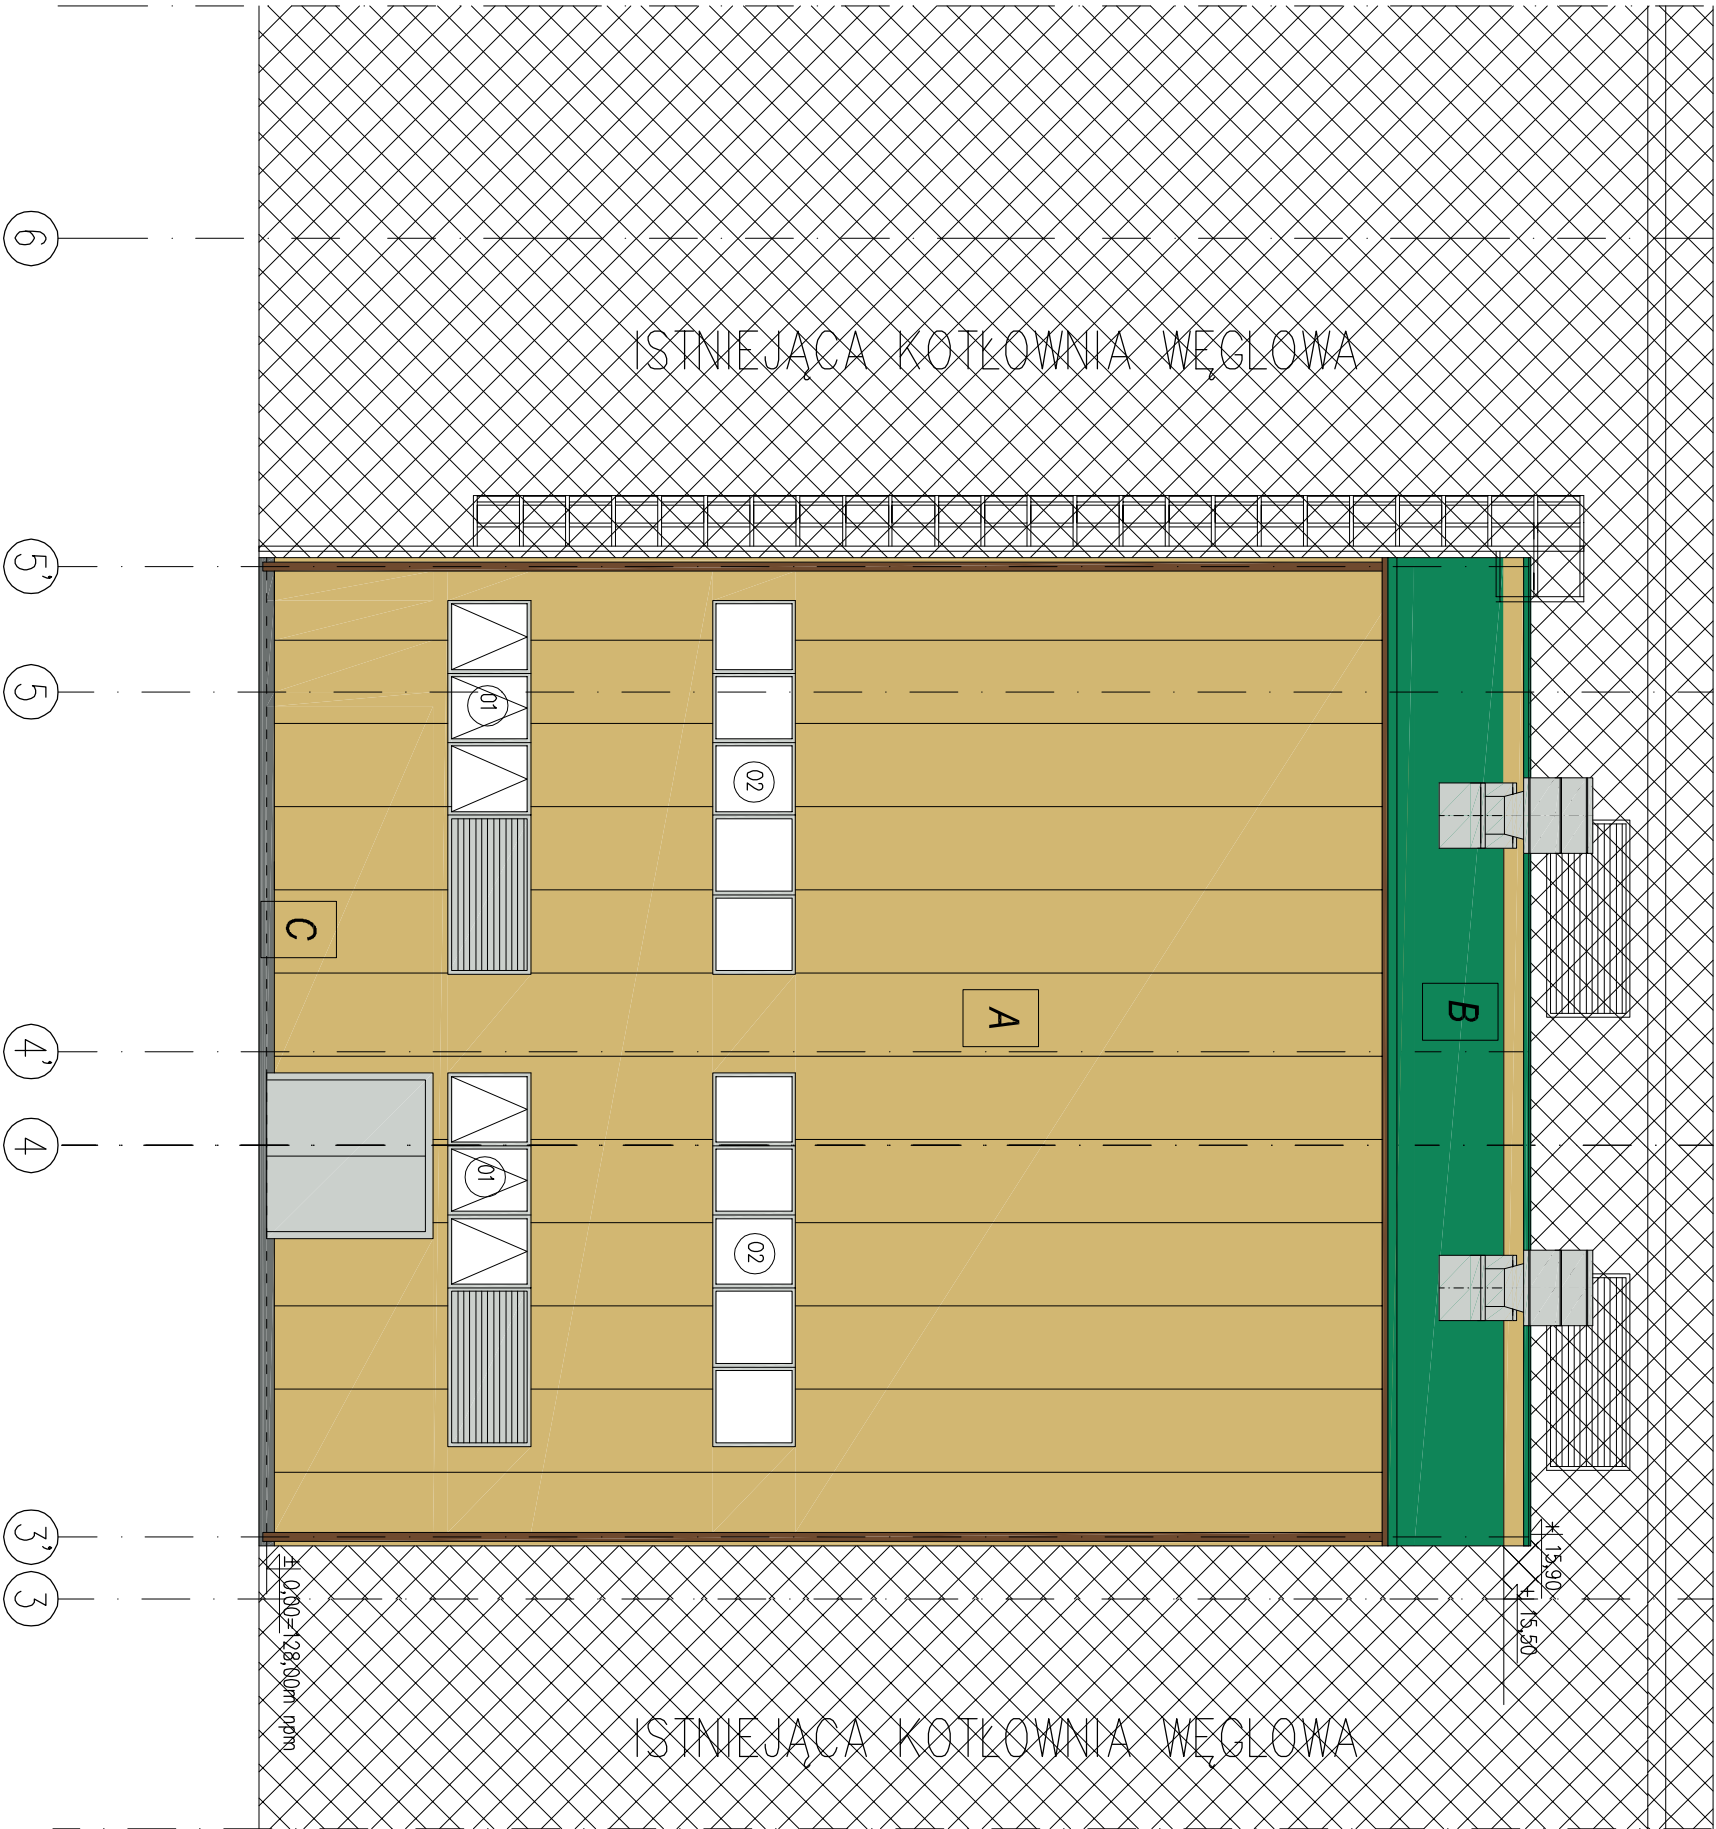 6
ISTNIEJĄCA KOTŁOWNIA WĘGLOWA
5'
5
01
02
C
A
B
4'
4
01
02
3'
3
+15,90
+15,50
± 0,00=128,00m npm
ISTNIEJĄCA KOTŁOWNIA WĘGLOWA